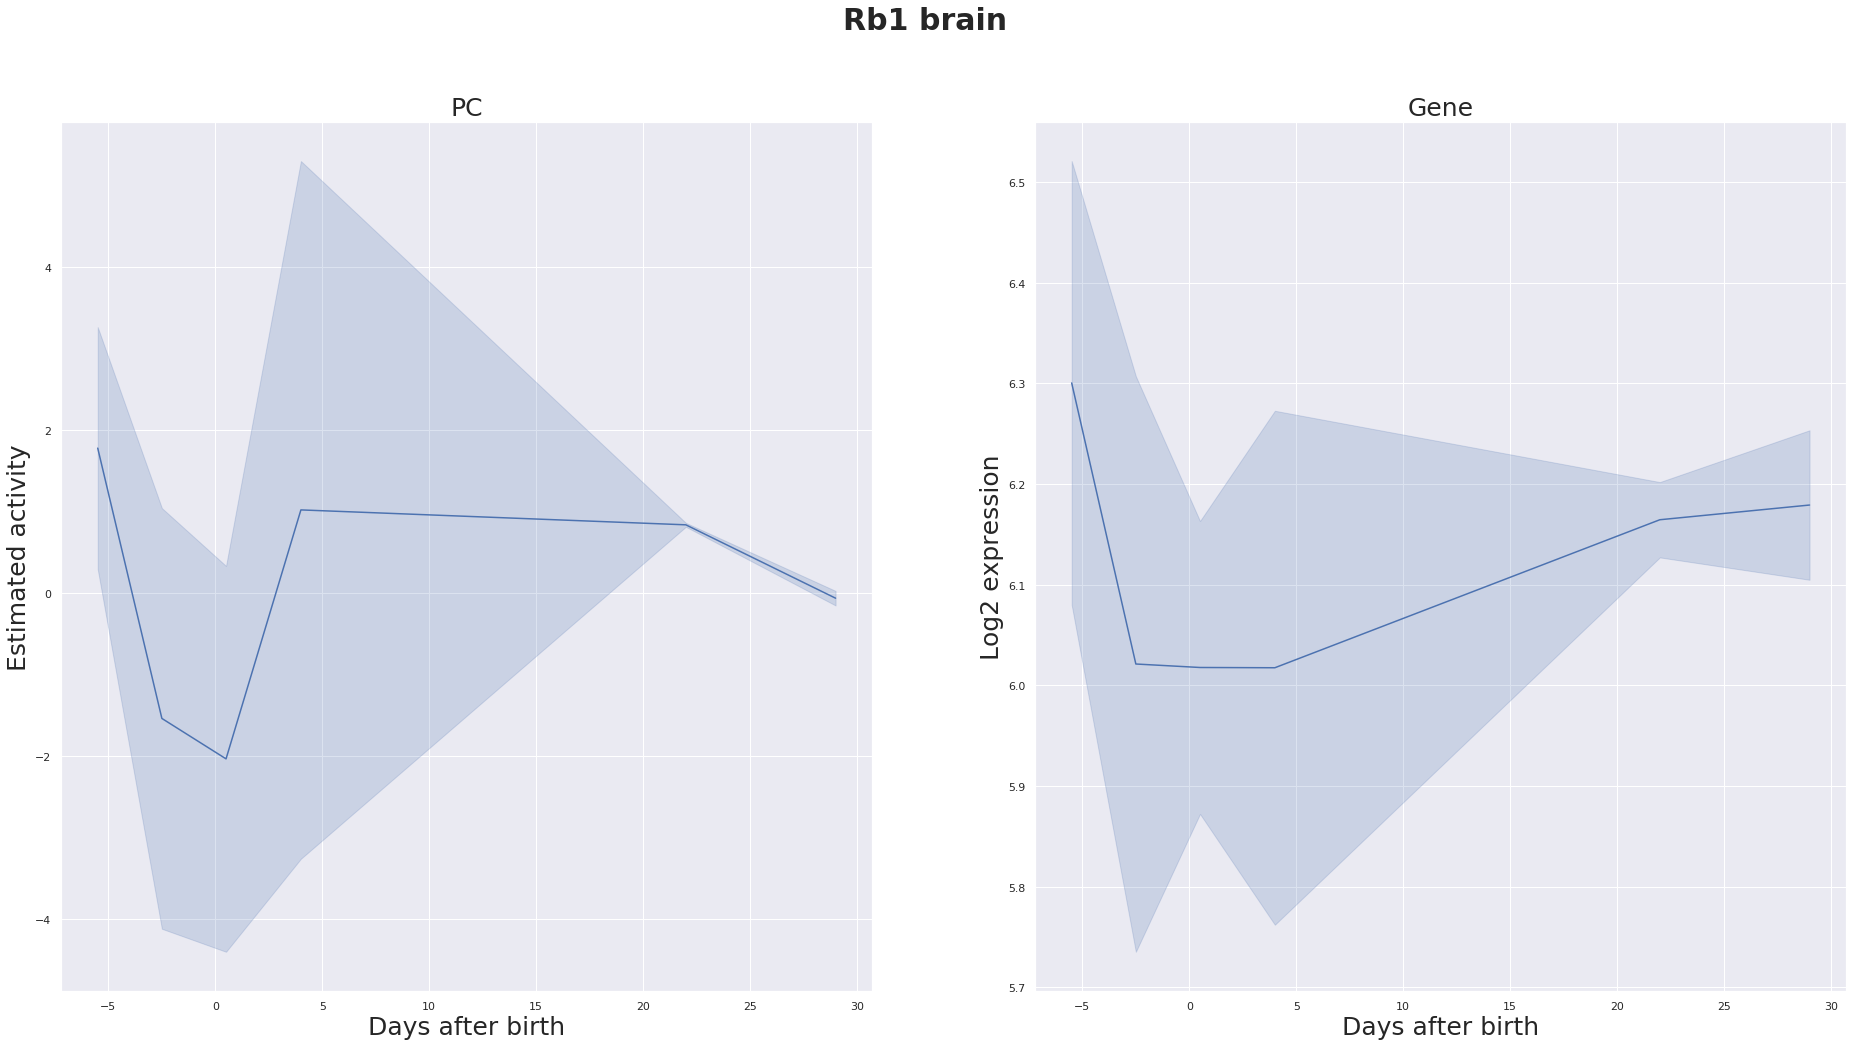 Rb1 brain
PC
Estimated activity
4
2
0
−2
−4
−5 0 5 10 15 20 25 30
Days after birth
Gene
Log2 expression
6.5
6.4
6.3
6.2
6.1
6.0
5.9
5.8
5.7
−5 0 5 10 15 20 25 30
Days after birth